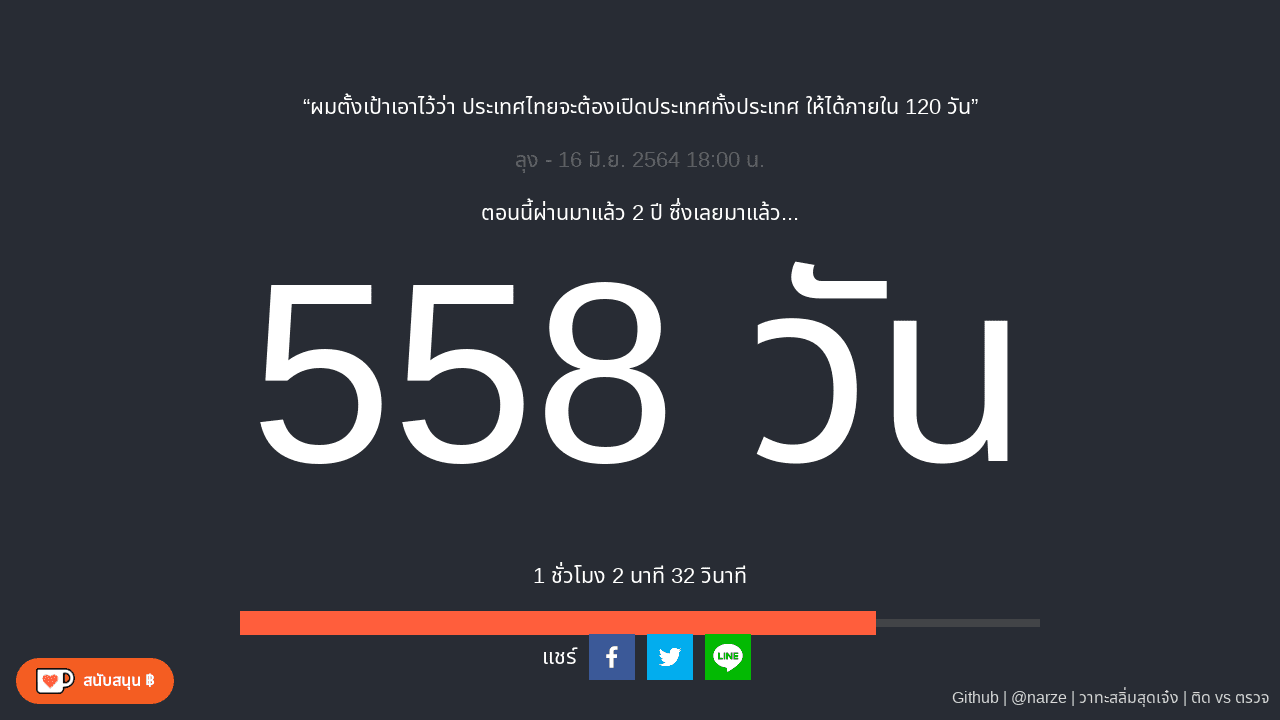 “ผมตั้งเป้าเอาไว้ว่า ประเทศไทยจะต้องเปิดประเทศทั้งประเทศ ให้ได้ภายใน 120 วัน”
ลุง - 16 มิ.ย. 2564 18:00 น.
ตอนนี้ผ่านมาแล้ว 2 ปี ซึ่งเลยมาแล้ว...
558 วัน
1 ชั่วโมง 2 นาที 32 วินาที
แชร์
LINE
สนับสนุน ฿
Github | @narze | วาทะสลิ่มสุดเจ๋ง | ติด vs ตรวจ